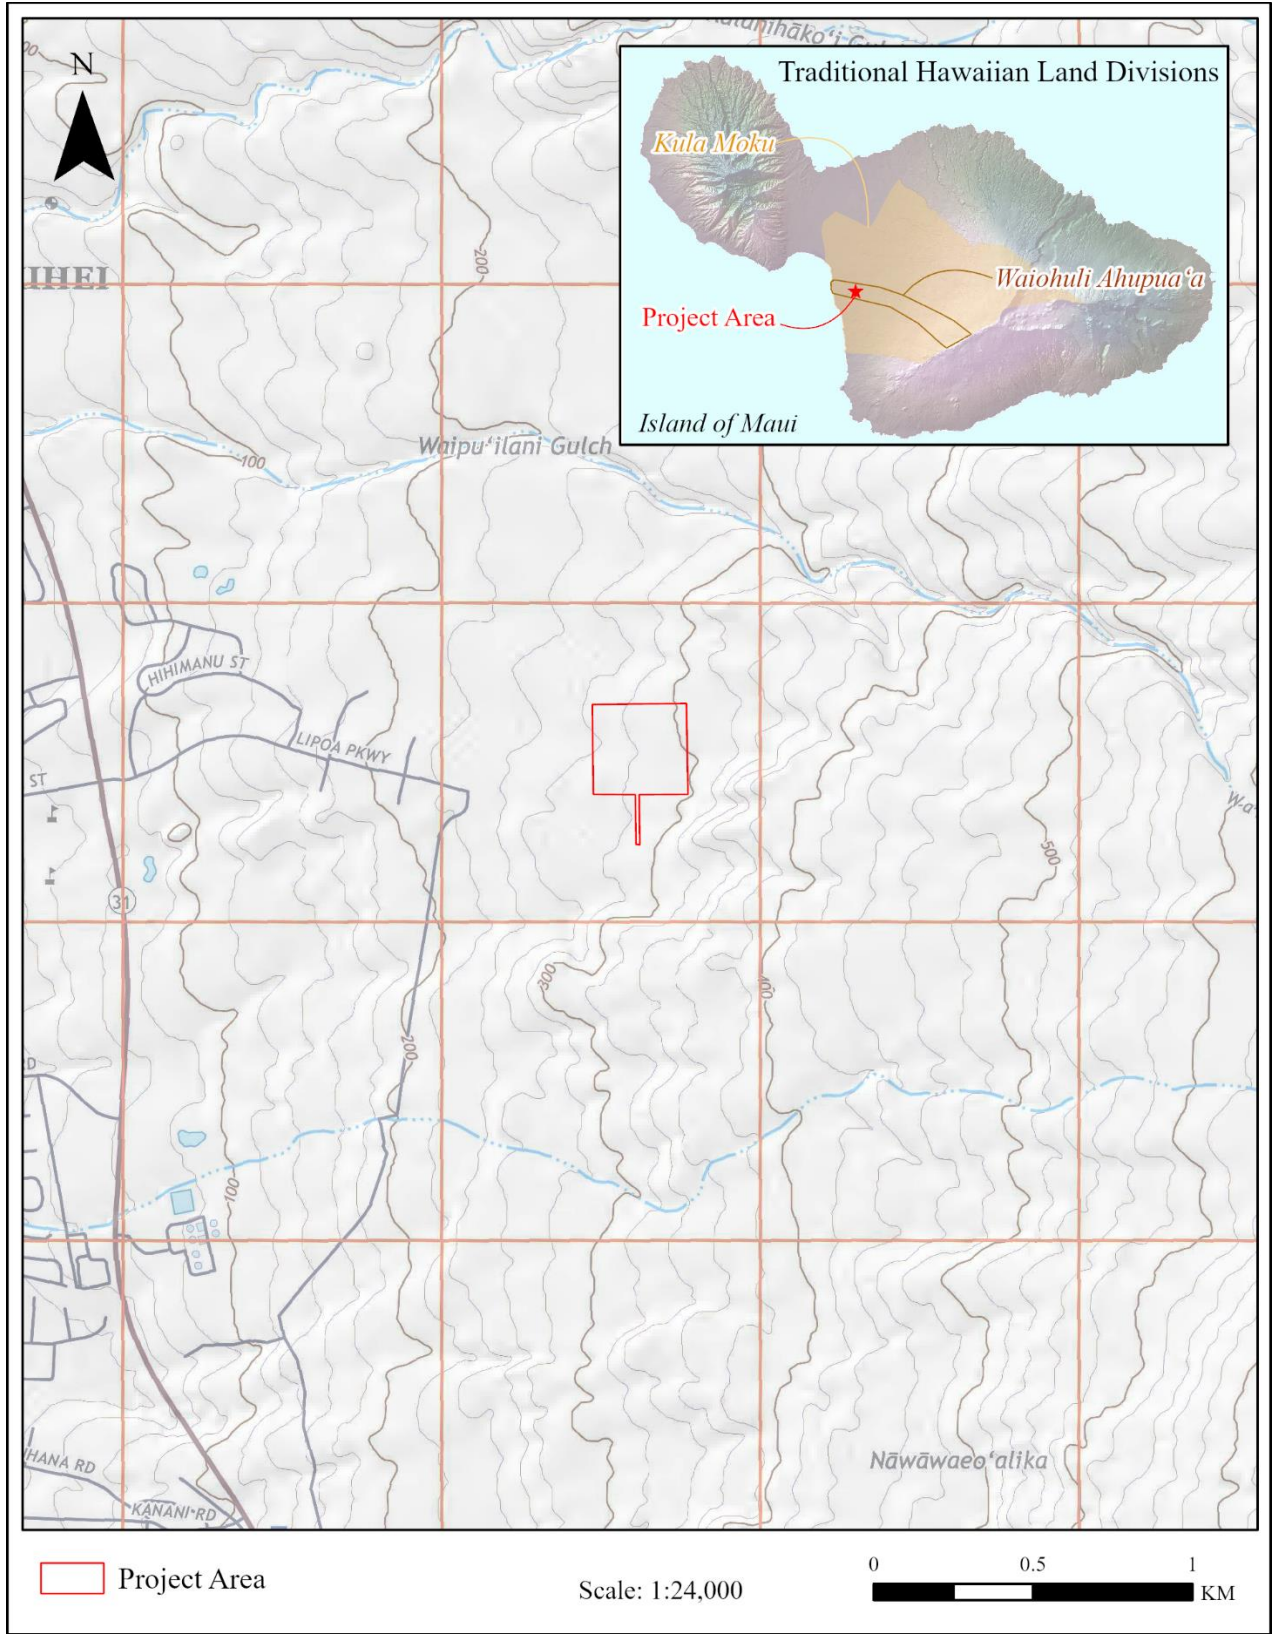 N
Traditional Hawaiian Land Divisions
Kula Moku
Waiohuli Ahupuaʻa
Project Area
Island of Maui
200
IHEI
Waipuʻilani Gulch
100
HIHIMANU ST
LIPOA PKWY
ST
31
500
300
400
200
100
Nāwāwaeoʻalika
HANA RD
KANANI RD
Project Area
Scale: 1:24,000
0 0.5 1
KM